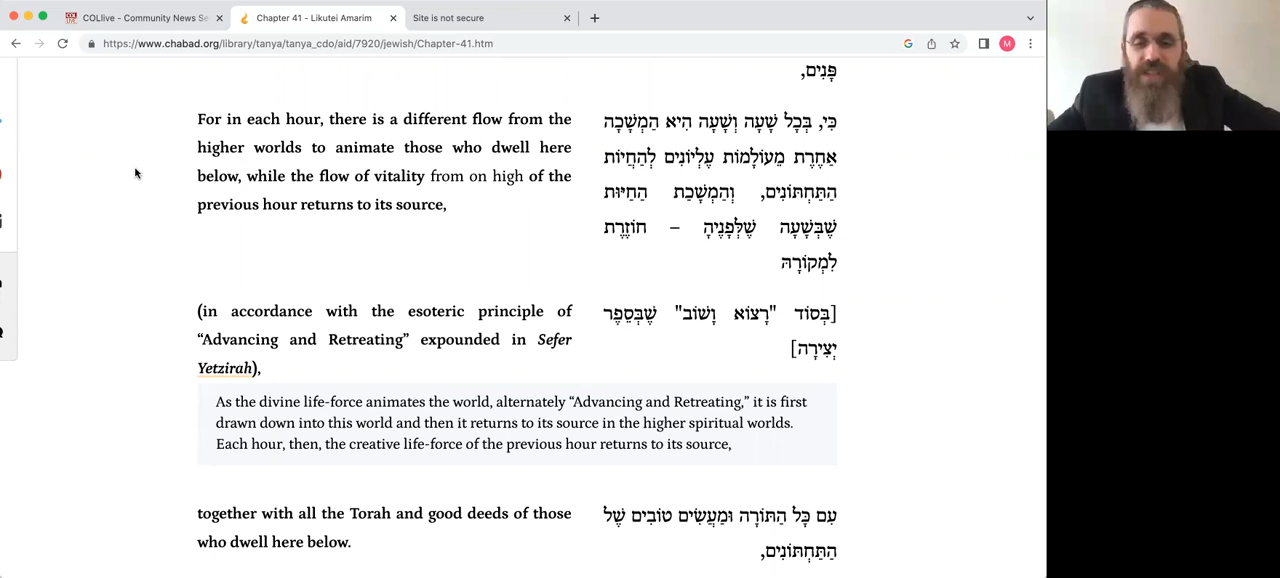 COLlive - Community News Se
Chapter 41 - Likutei Amarim
Site is not secure
https://www.chabad.org/library/tanya/tanya_cdo/aid/7920/jewish/Chapter-41.htm
M
פָּנִים,
For in each hour, there is a different flow from the
higher worlds to animate those who dwell here
below, while the flow of vitality from on high of the
previous hour returns to its source,
כִּי, בְּכָל שָׁעָה וְשָׁעָה הִיא הַמְשָׁכָה
אַחֶרֶת מֵעוֹלָמוֹת עֶלְיוֹנִים לְהַחֲיוֹת
הַתַּחְתּוֹנִים, וְהַמְשָׁכַת הַחַיּוּת
שֶׁבְּשָׁעָה שֶׁלְּפָנֶיהָ – חוֹזֶרֶת
לִמְקוֹרָהּ
(in accordance with the esoteric principle of
“Advancing and Retreating” expounded in Sefer
Yetzirah),
[בְּסוֹד "רָצוֹא וָשׁוֹב" שֶׁבְּסֵפֶר
יְצִירָה]
As the divine life-force animates the world, alternately “Advancing and Retreating,” it is first
drawn down into this world and then it returns to its source in the higher spiritual worlds.
Each hour, then, the creative life-force of the previous hour returns to its source,
together with all the Torah and good deeds of those
who dwell here below.
עִם כָּל הַתּוֹרָה וּמַעֲשִׂים טוֹבִים שֶׁל
הַתַּחְתּוֹנִים,